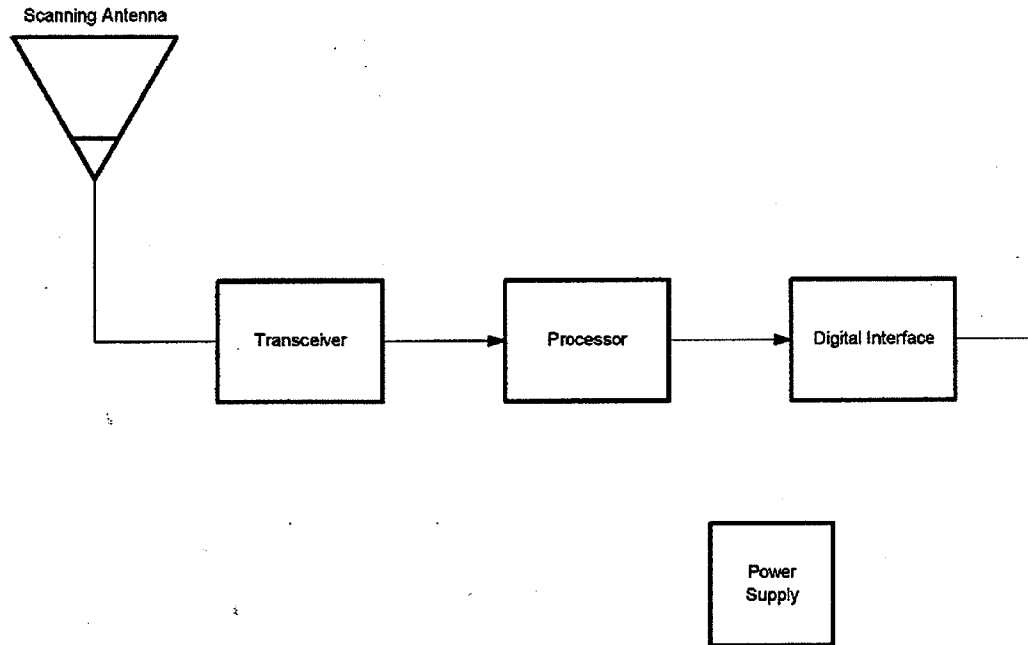 Scanning Antenna
Transceiver
Processor
Digital Interface
Power
Supply